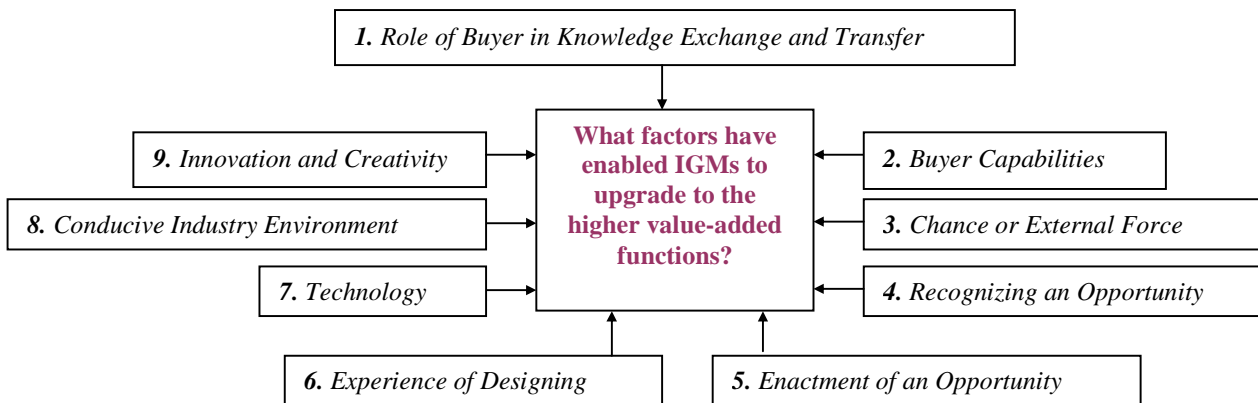 1. Role of Buyer in Knowledge Exchange and Transfer
What factors have
enabled IGMs to
upgrade to the
higher value-added
functions?
2. Buyer Capabilities
3. Chance or External Force
4. Recognizing an Opportunity
5. Enactment of an Opportunity
6. Experience of Designing
7. Technology
8. Conducive Industry Environment
9. Innovation and Creativity